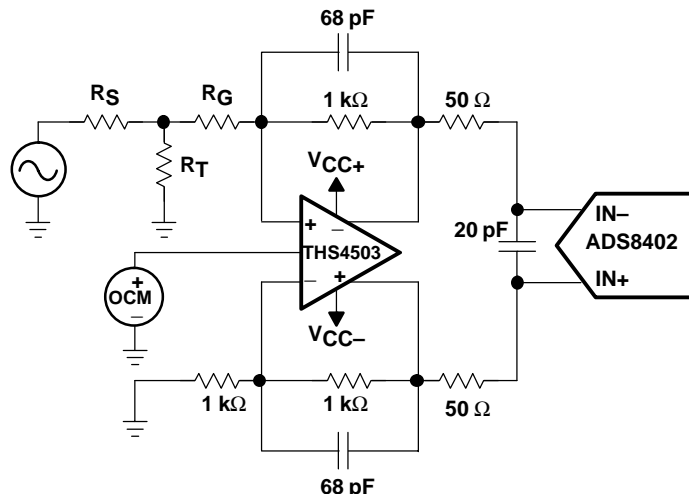 68 pF
RS
RG
1 kΩ
50 Ω
RT
VCC+
+
−
IN−
THS4503
20 pF
ADS8402
+
OCM
−
−
+
IN+
VCC−
1 kΩ
1 kΩ
50 Ω
68 pF